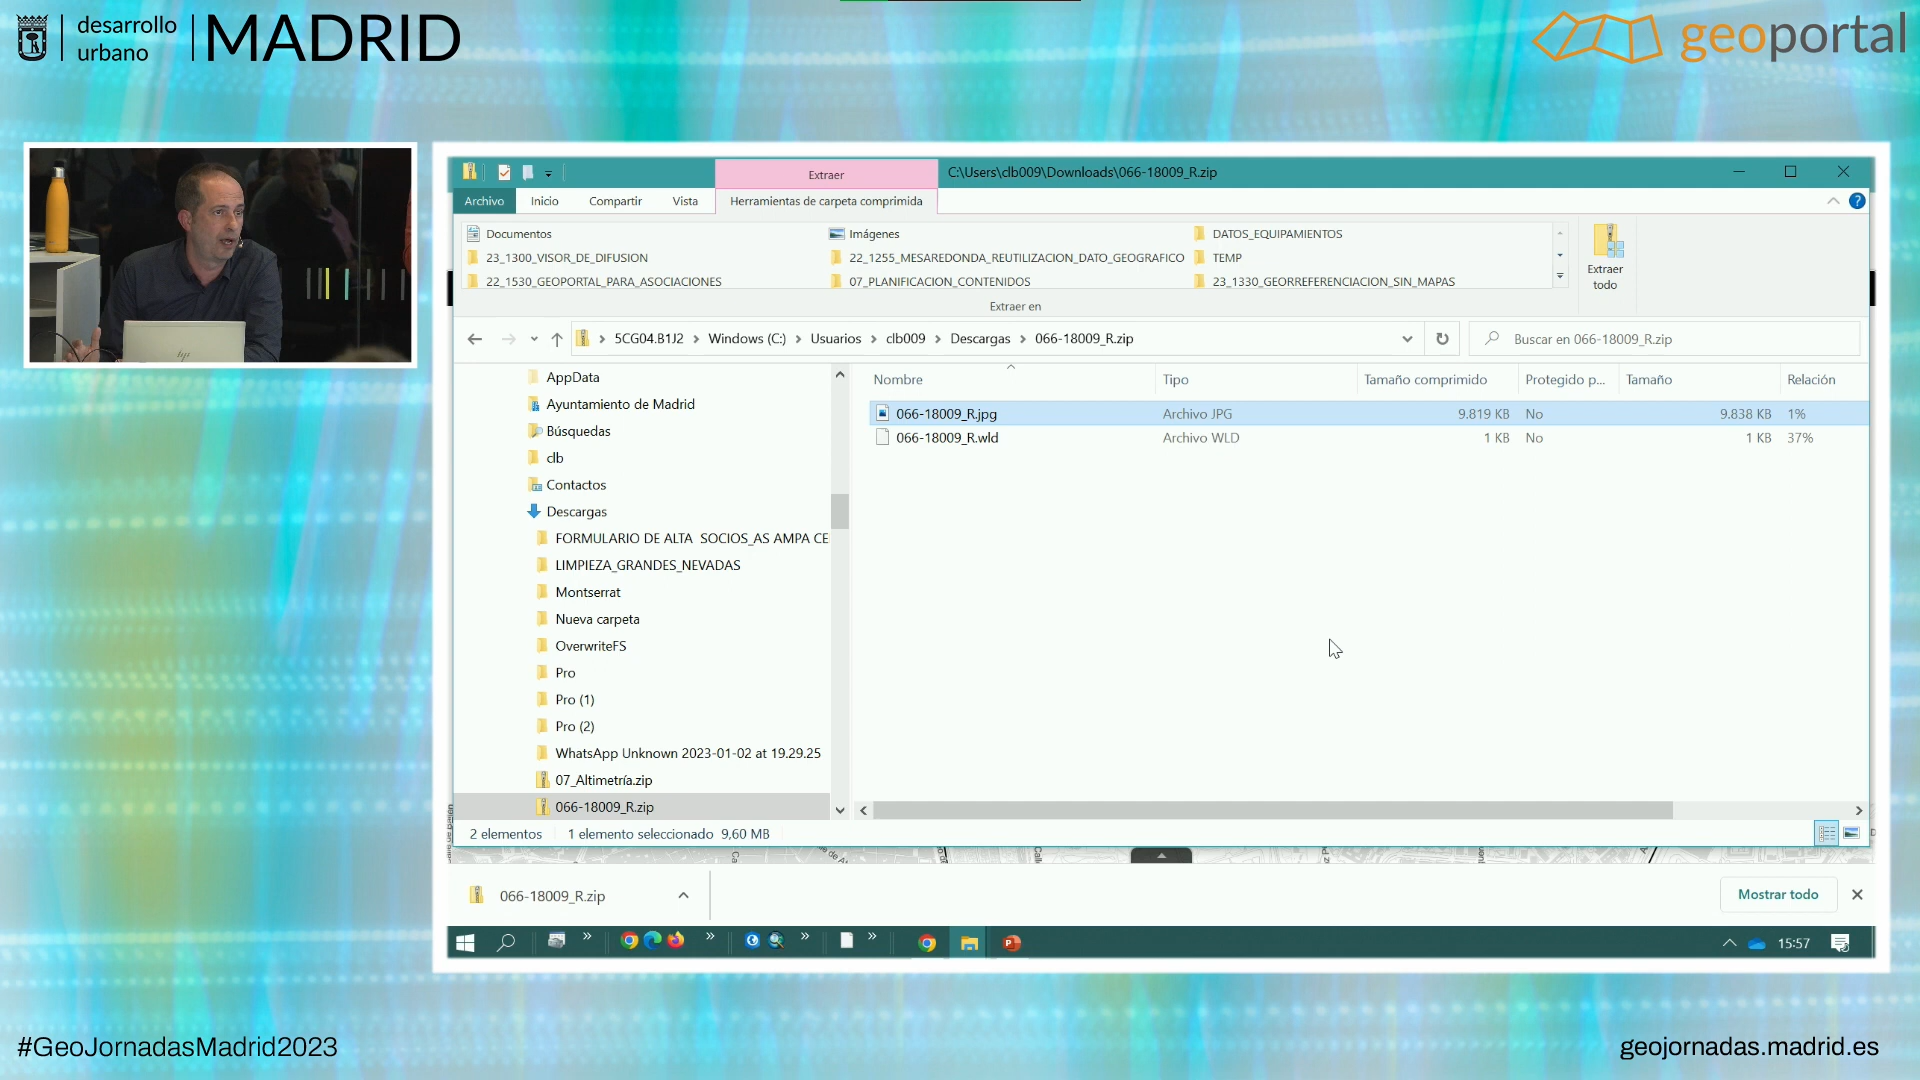 desarrollo
urbano
MADRID
geoportal
Extraer
C:\Users\clb009\Downloads\066-18009_R.zip
Archivo
Inicio
Compartir
Vista
Herramientas de carpeta comprimida
Documentos
Imágenes
DATOS_EQUIPAMIENTOS
23_1300_VISOR_DE_DIFUSION
22_1255_MESAREDONDA_REUTILIZACION_DATO_GEOGRAFICO
TEMP
22_1530_GEOPORTAL_PARA_ASOCIACIONES
07_PLANIFICACION_CONTENIDOS
23_1330_GEORREFERENCIACION_SIN_MAPAS
Extraer
todo
Extraer en
5CG04.B1J2 > Windows (C:) > Usuarios > clb009 > Descargas > 066-18009_R.zip
Buscar en 066-18009_R.zip
Nombre Tipo Tamaño comprimido Protegido p... Tamaño Relación
066-18009_R.jpg Archivo JPG 9.819 KB No 9.838 KB 1%
066-18009_R.wld Archivo WLD 1 KB No 1 KB 37%
AppData
Ayuntamiento de Madrid
Búsquedas
clb
Contactos
Descargas
FORMULARIO DE ALTA SOCIOS_AS AMPA CE
LIMPIEZA_GRANDES_NEVADAS
Montserrat
Nueva carpeta
OverwriteFS
Pro
Pro (1)
Pro (2)
WhatsApp Unknown 2023-01-02 at 19.29.25
07_Altimetría.zip
066-18009_R.zip
2 elementos
1 elemento seleccionado 9,60 MB
066-18009_R.zip
Mostrar todo
15:57
#GeoJornadasMadrid2023
geojornadas.madrid.es